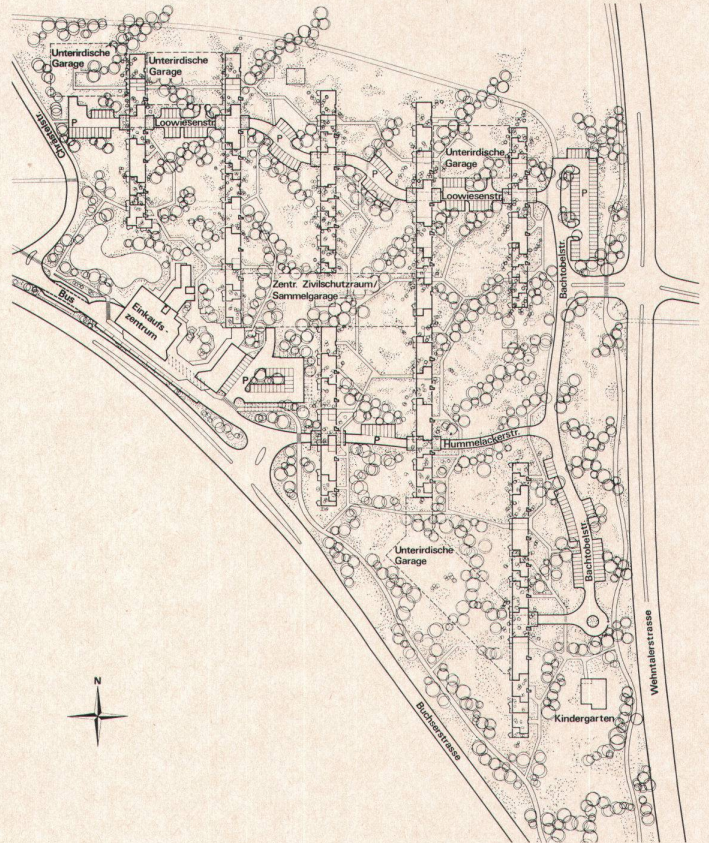 Unterirdische
Garage
Unterirdische
Garage
Chrästelstr.
P
Loowiesenstr.
P
Unterirdische
Garage
Loowiesenstr.
P
Bachtobelstr.
Zentr. Zivilschutzraum/
Sammelgarage
Bus
Einkaufs-
zentrum
P
P
Hummelackerstr.
Unterirdische
Garage
Bachtobelstr.
Wehntalerstrasse
N
Buchserstrasse
Kindergarten